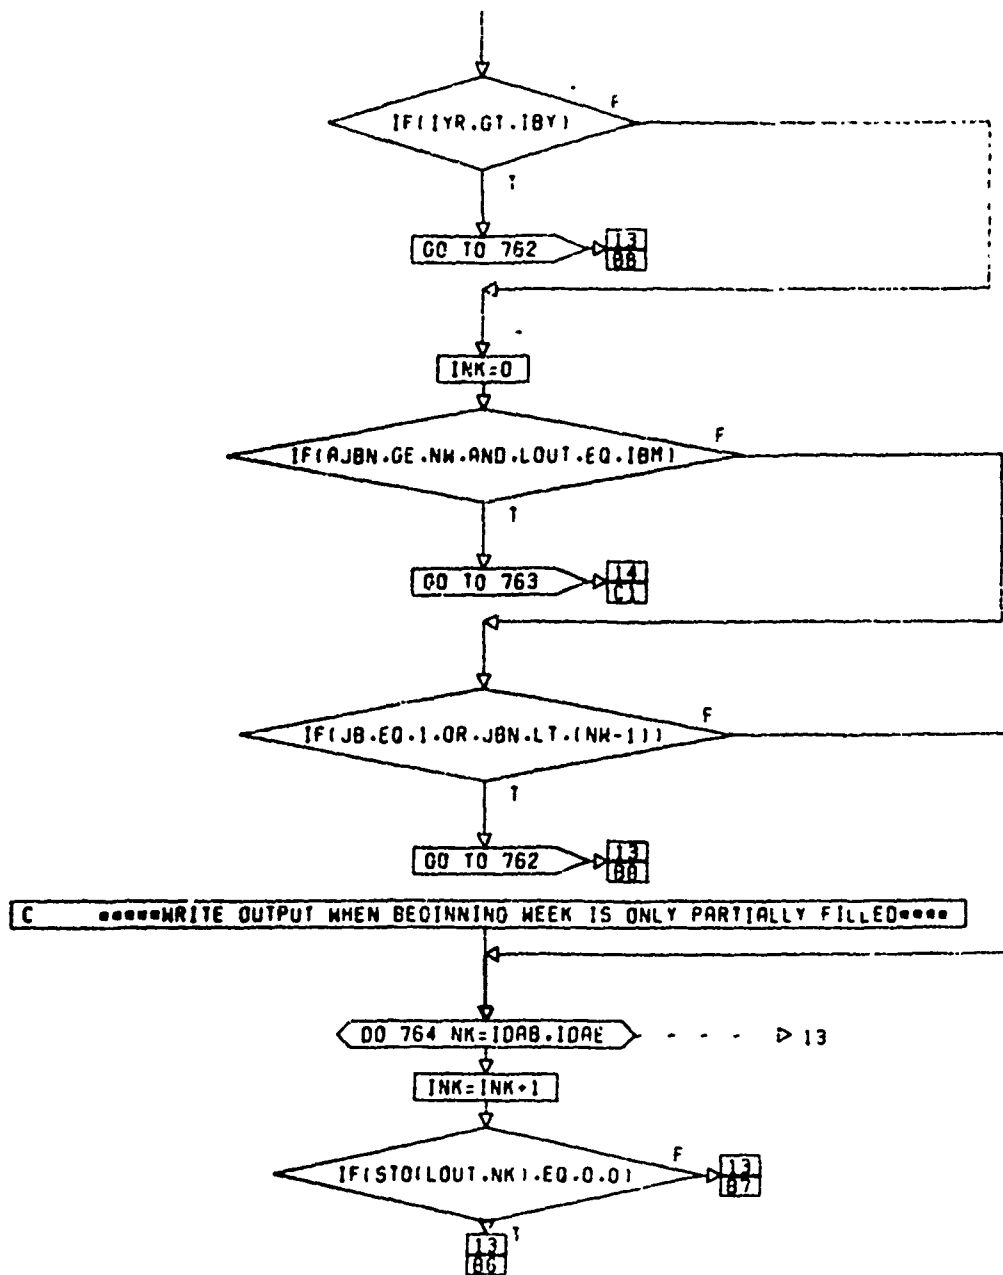 F
IF(IYR.GT.IBY)
T
GO TO 762
13
B8
INK=0
F
IF(AJBN.GE.NW.AND.LOUT.EQ.IBM)
T
GO TO 763
14
C1
F
IF(JB.EQ.1.OR.JBN.LT.(NW-1))
T
GO TO 762
13
B8
C *****WRITE OUTPUT WHEN BEGINNING WEEK IS ONLY PARTIALLY FILLED****
DO 764 NK=IDAB,IDAE
13
INK=INK+1
F
IF(STO(LOUT,NK).EQ.0.0)
13
B7
T
13
B6